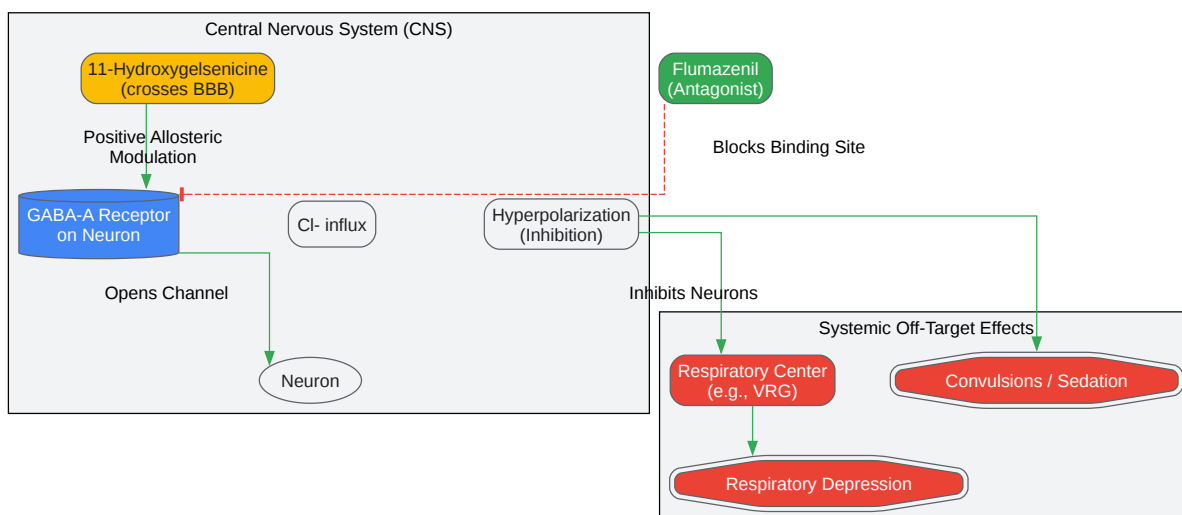 Central Nervous System (CNS)
11-Hydroxygelsenicine
(crosses BBB)
Flumazenil
(Antagonist)
Positive Allosteric
Modulation
Blocks Binding Site
GABA-A Receptor
on Neuron
Cl- influx
Hyperpolarization
(Inhibition)
Opens Channel
Inhibits Neurons
Systemic Off-Target Effects
Neuron
Respiratory Center
(e.g., VRG)
Convulsions / Sedation
Respiratory Depression